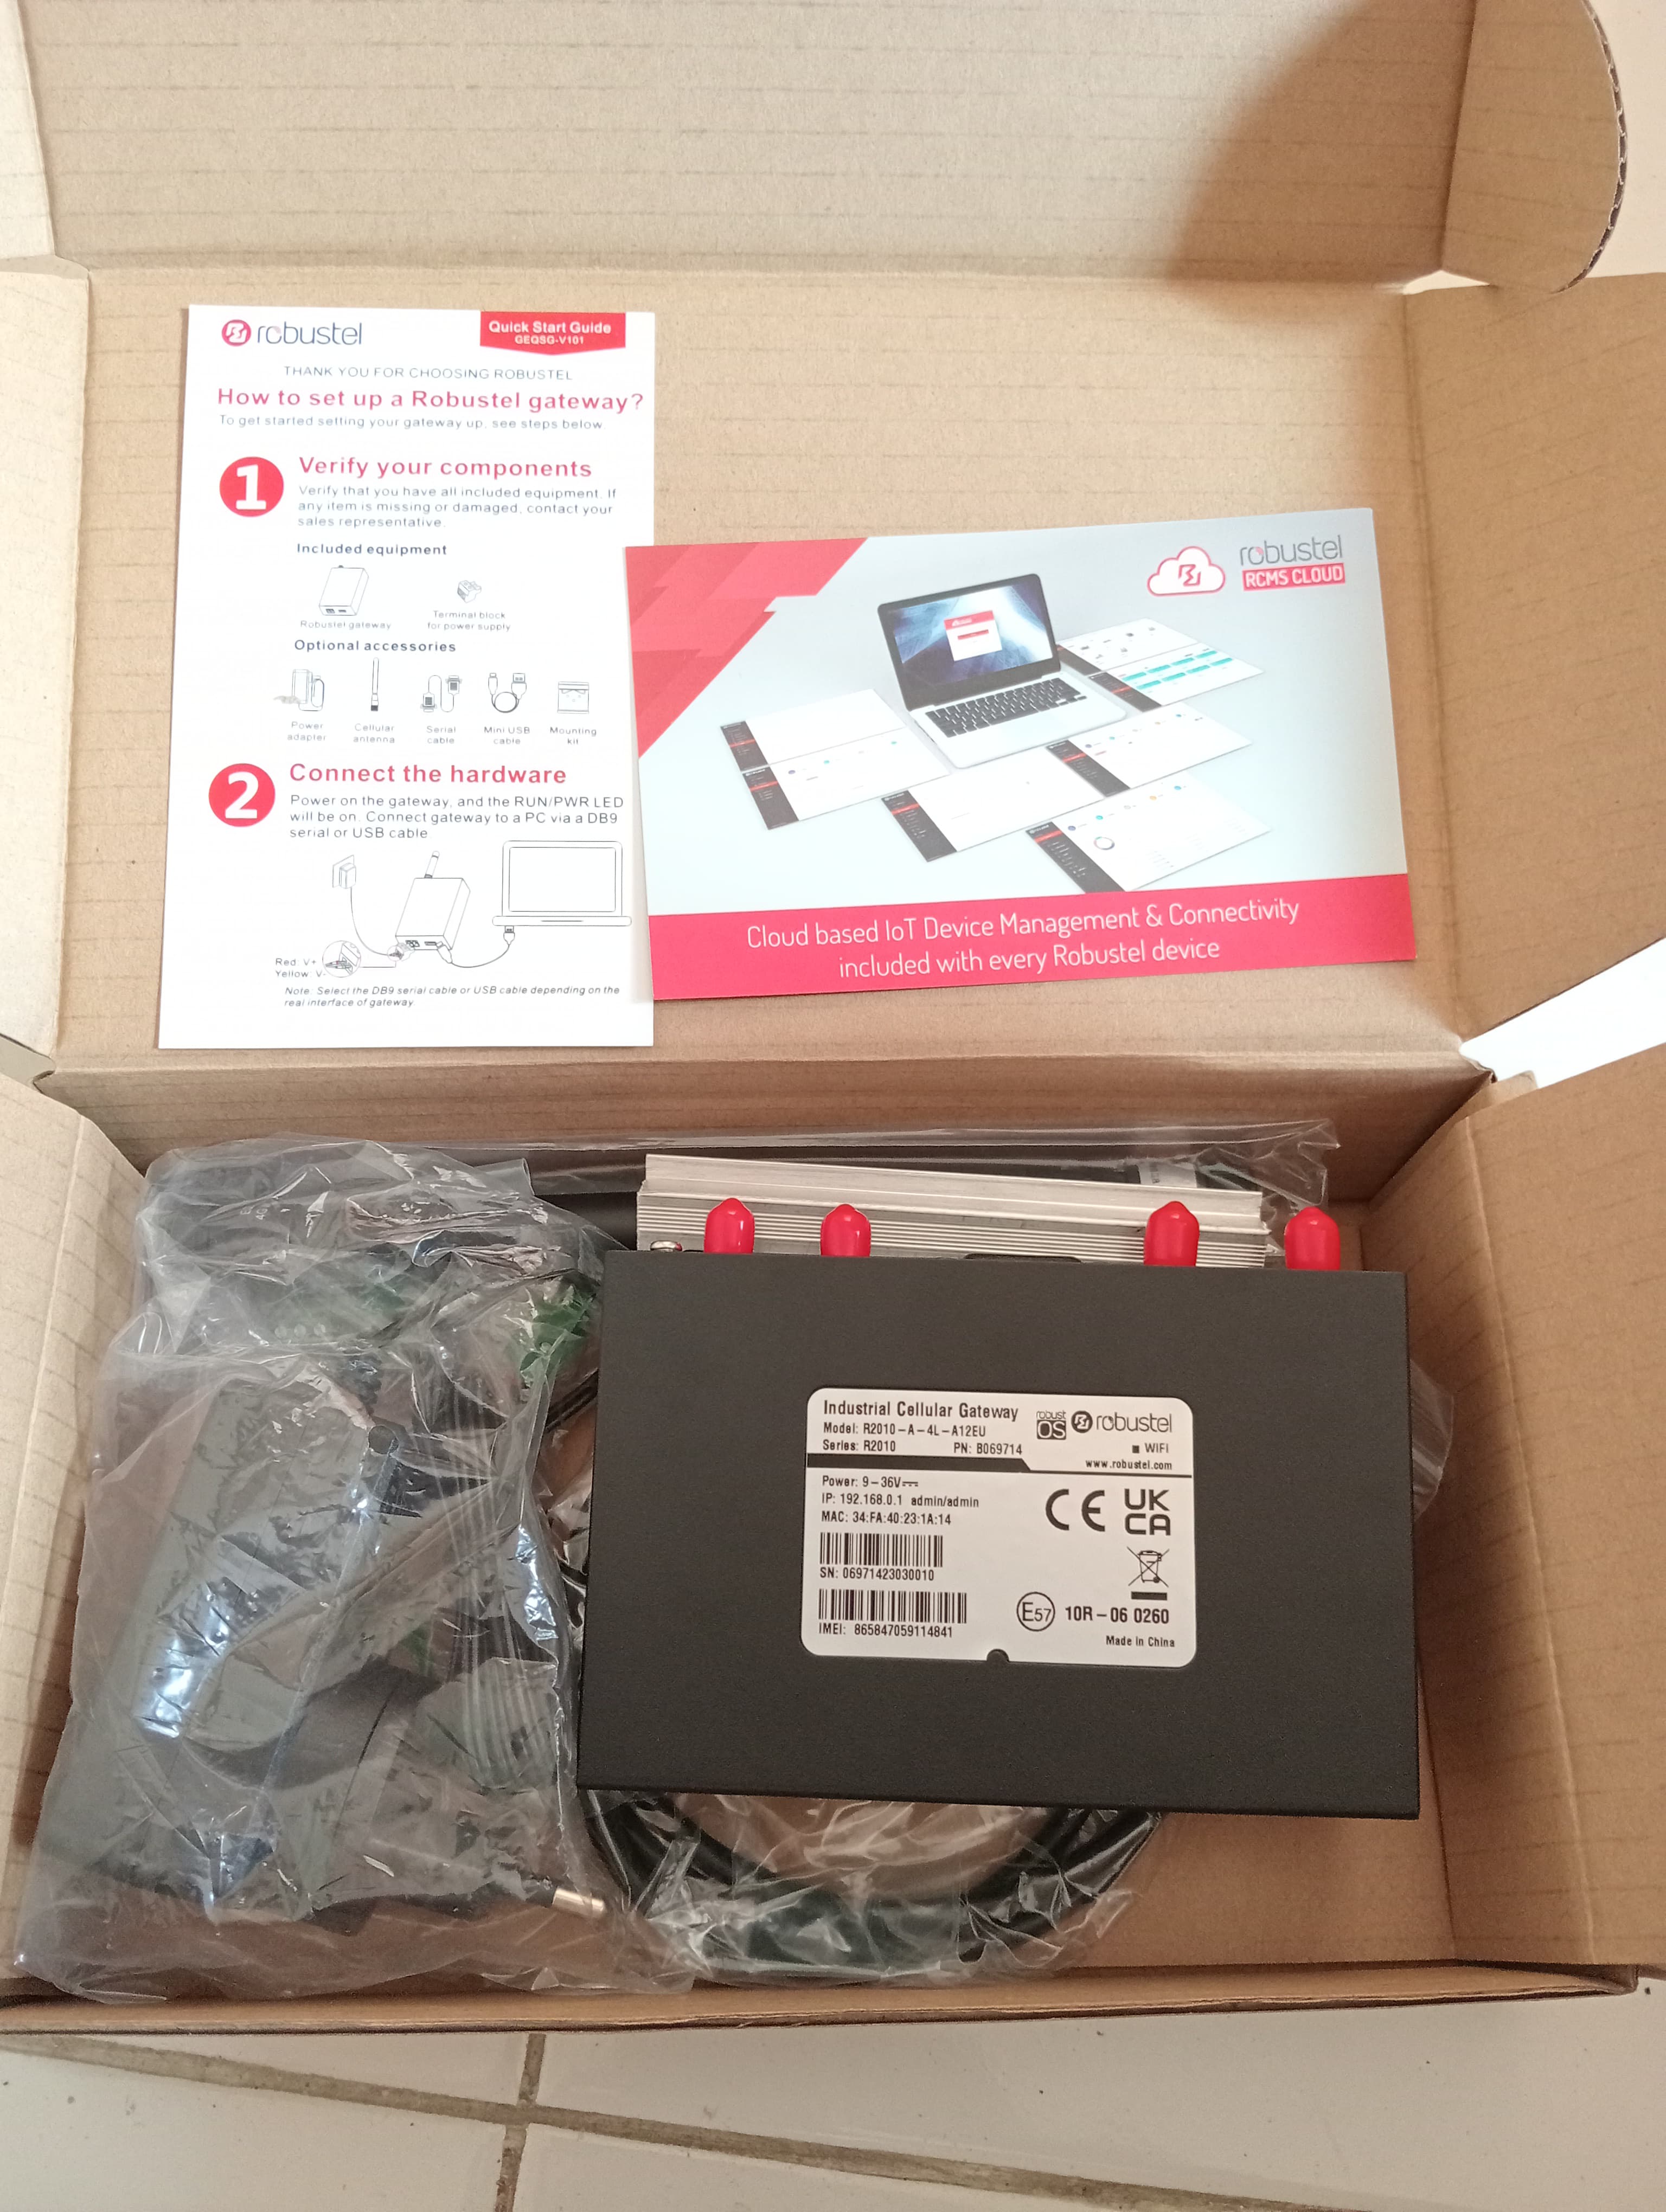 robustel
Quick Start Guide
GEQSG-V101
THANK YOU FOR CHOOSING ROBUSTEL
How to set up a Robustel gateway?
To get started setting your gateway up, see steps below
1
Verify your components
Verify that you have all included equipment. If
any item is missing or damaged, contact your
sales representative.
Included equipment
Robustel gateway
Terminal block
for power supply
Optional accessories
Power
adapter
Cellular
antenna
Serial
cable
Mini USB
cable
Mounting
kit
2
Connect the hardware
Power on the gateway, and the RUN/PWR LED
will be on. Connect gateway to a PC via a DB9
serial or USB cable
Red: V+
Yellow: V-
Note: Select the DB9 serial cable or USB cable depending on the
real interface of gateway
robustel
RCMS CLOUD
Cloud based IoT Device Management & Connectivity
included with every Robustel device
Industrial Cellular Gateway
robust OS
robustel
Model: R2010-A-4L-A12EU
Series: R2010 PN: B069714
■ WIFI
www.robustel.com
Power: 9-36V
IP: 192.168.0.1 admin/admin
MAC: 34:FA:40:23:1A:14
CE
UK
CA
SN: 06971423030010
E57 10R-06 0260
IMEI: 865847059114841
Made in China